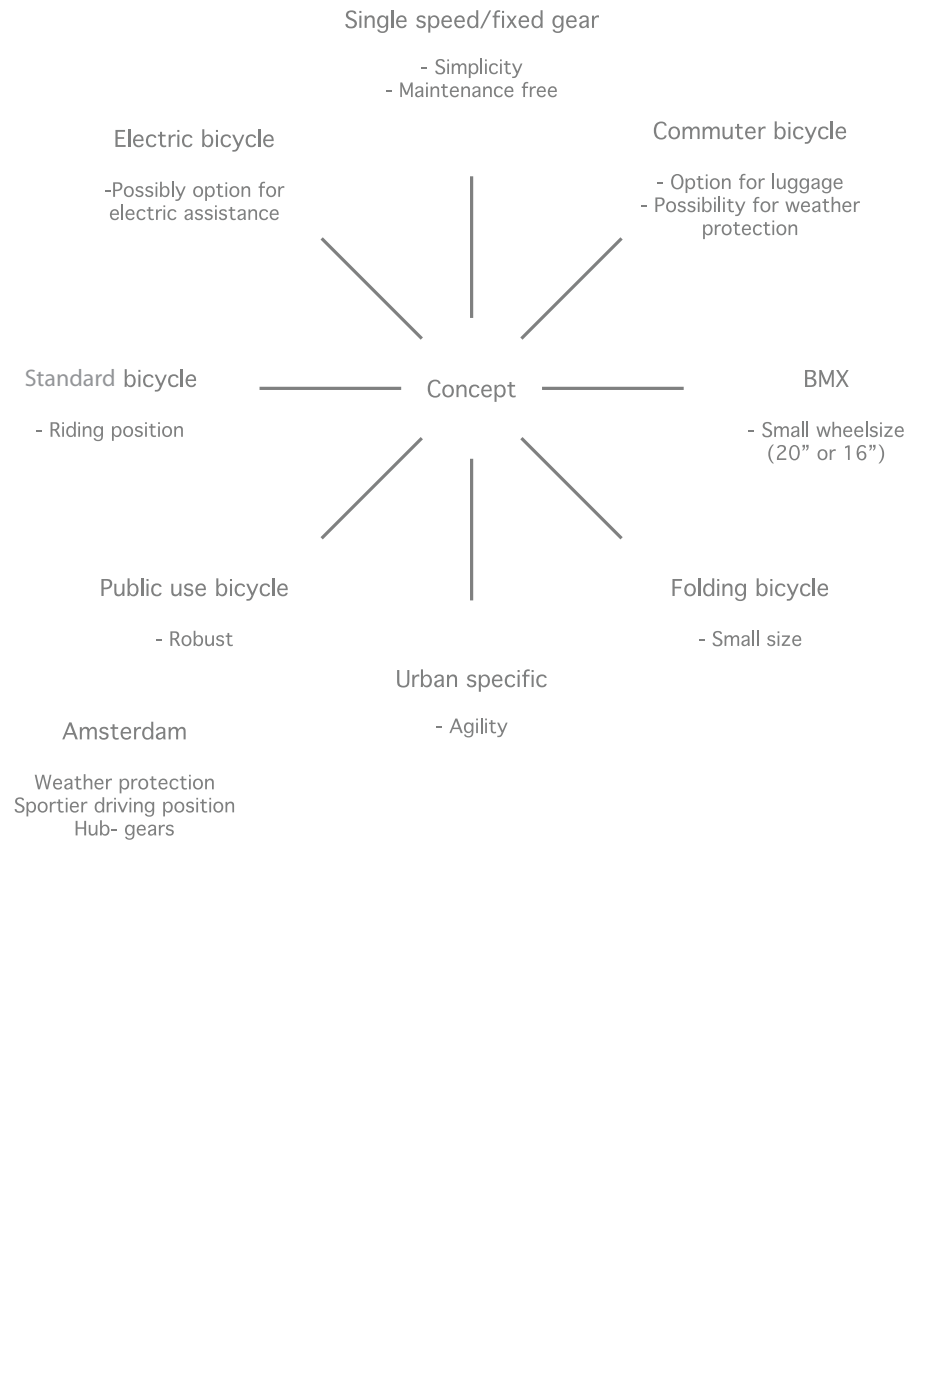 Single speed/fixed gear
- Simplicity
- Maintenance free
Electric bicycle
-Possibly option for
electric assistance
Commuter bicycle
- Option for luggage
- Possibility for weather
protection
Standard bicycle
- Riding position
Concept
BMX
- Small wheelsize
(20” or 16”)
Public use bicycle
- Robust
Folding bicycle
- Small size
Urban specific
- Agility
Amsterdam
Weather protection
Sportier driving position
Hub- gears